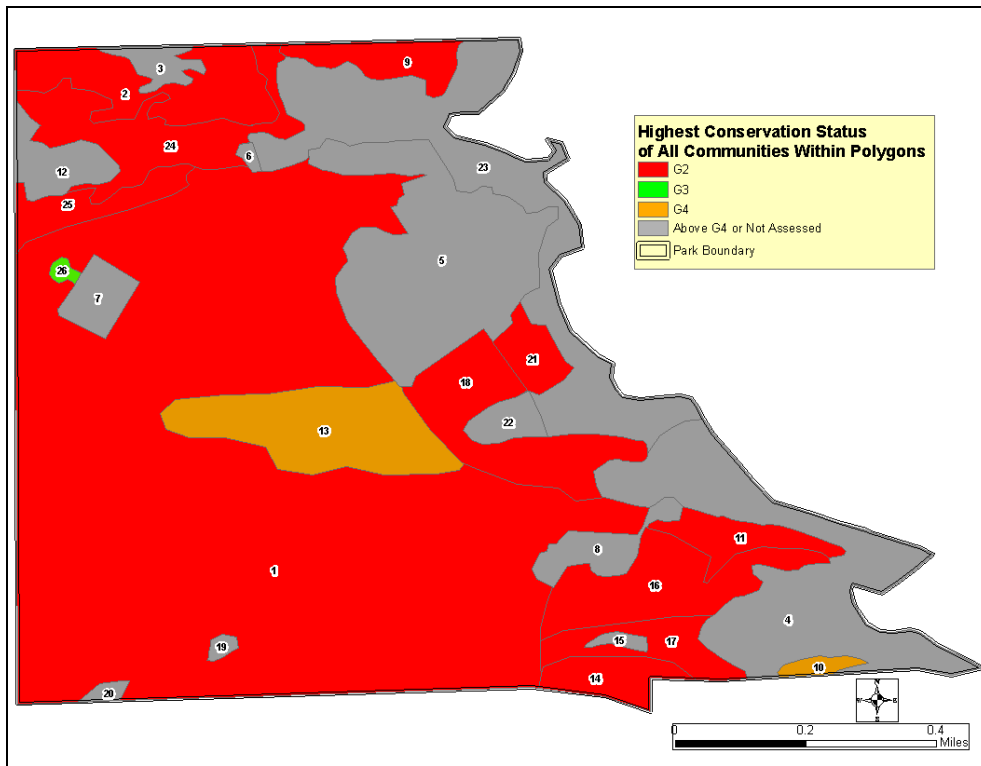 3
9
2
Highest Conservation Status
of All Communities Within Polygons
G2
G3
G4
Above G4 or Not Assessed
Park Boundary
24
6
23
12
25
26
7
5
21
18
22
13
11
8
16
1
4
15
17
19
10
14
20
N
W E
S
0 0.2 0.4
Miles